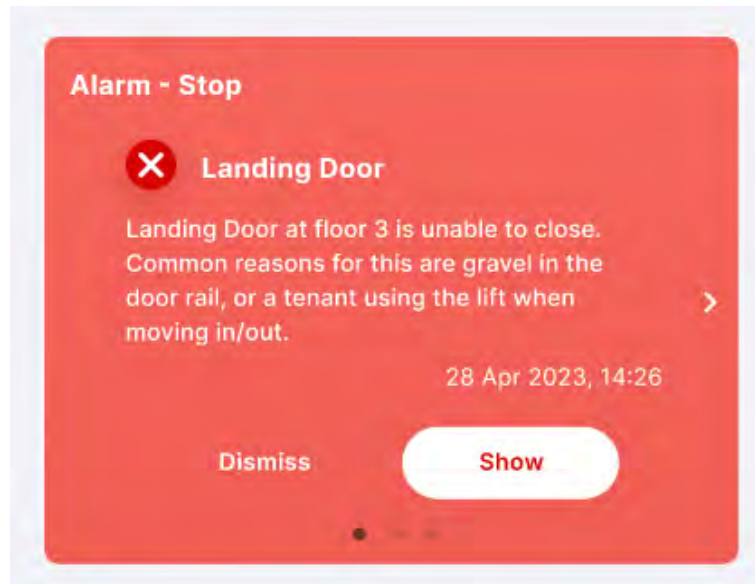 Alarm - Stop
Landing Door
Landing Door at floor 3 is unable to close.
Common reasons for this are gravel in the
door rail, or a tenant using the lift when
moving in/out.
28 Apr 2023, 14:26
Dismiss
Show